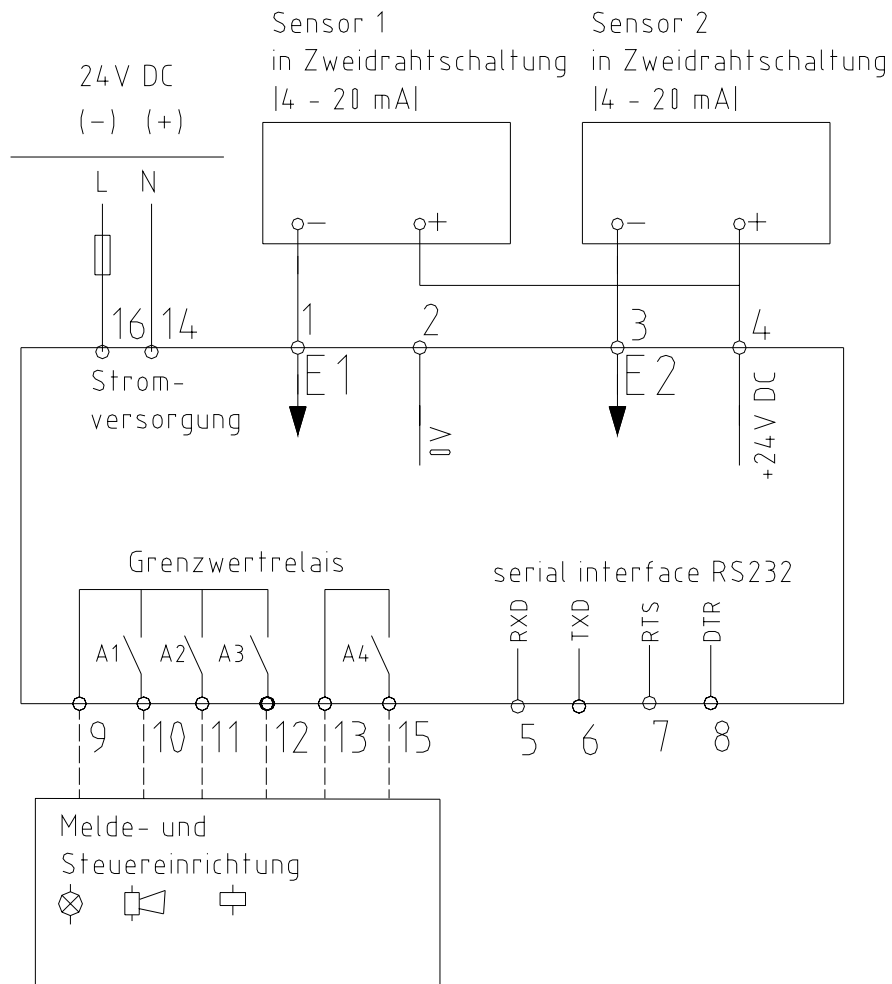 24V DC
(-) (+)
L N
Sensor 1
in Zweidrahtschaltung
|4 - 20 mA|
Sensor 2
in Zweidrahtschaltung
|4 - 20 mA|
- +
- +
16 14 1 2 3 4
Strom-
versorgung
E1
0V
E2
+24V DC
Grenzwertrelais
A1 A2 A3 A4
serial interface RS232
RXD TXD RTS DTR
9 10 11 12 13 15 5 6 7 8
Melde- und
Steuereinrichtung